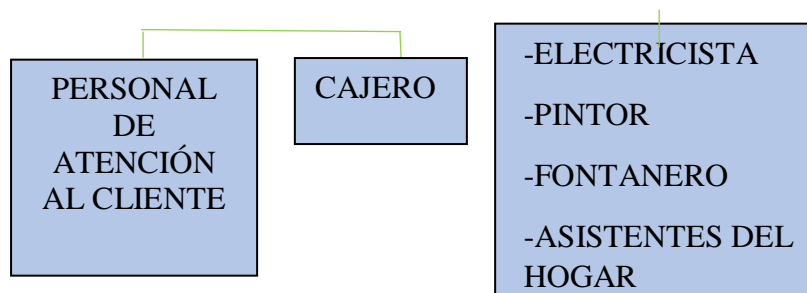 PERSONAL
DE
ATENCIÓN
AL CLIENTE
CAJERO
-ELECTRICISTA
-PINTOR
-FONTANERO
-ASISTENTES DEL
HOGAR